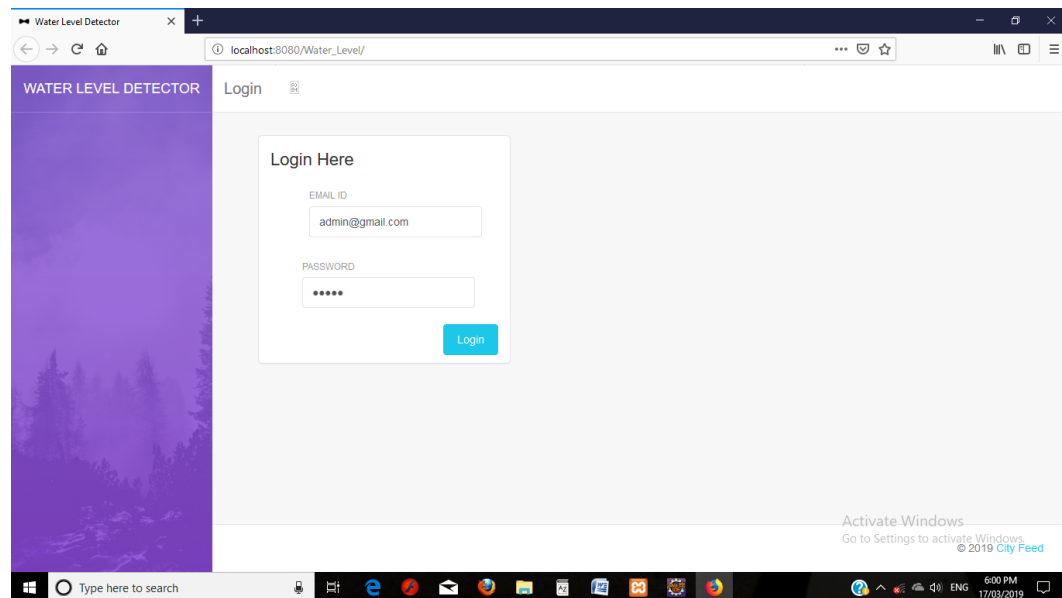 Water Level Detector
localhost:8080/Water_Level/
WATER LEVEL DETECTOR
Login
Login Here
EMAIL ID
admin@gmail.com
PASSWORD
•••••
Login
Activate Windows
Go to Settings to activate Windows.
© 2019 City Feed
Type here to search
ENG
6:00 PM
17/03/2019